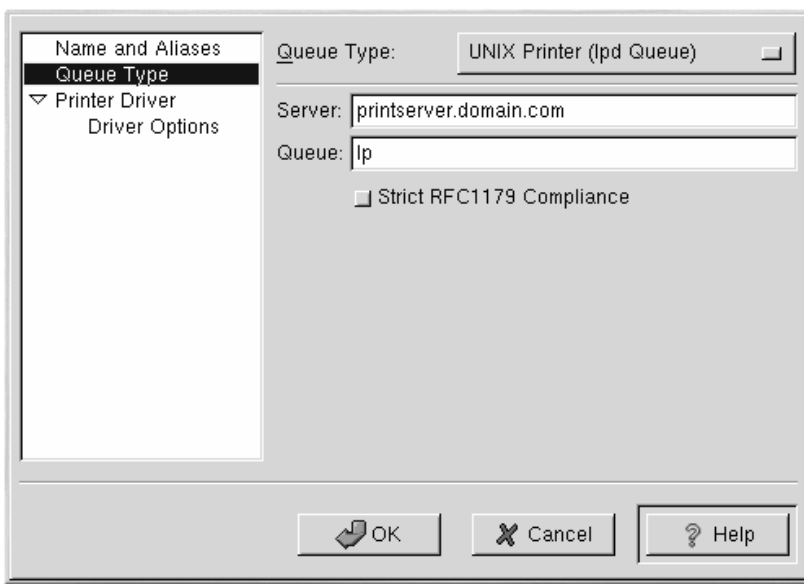 Name and Aliases
Queue Type
Printer Driver
Driver Options
Queue Type: UNIX Printer (lpd Queue)
Server: printserver.domain.com
Queue: lp
Strict RFC1179 Compliance
OK Cancel Help